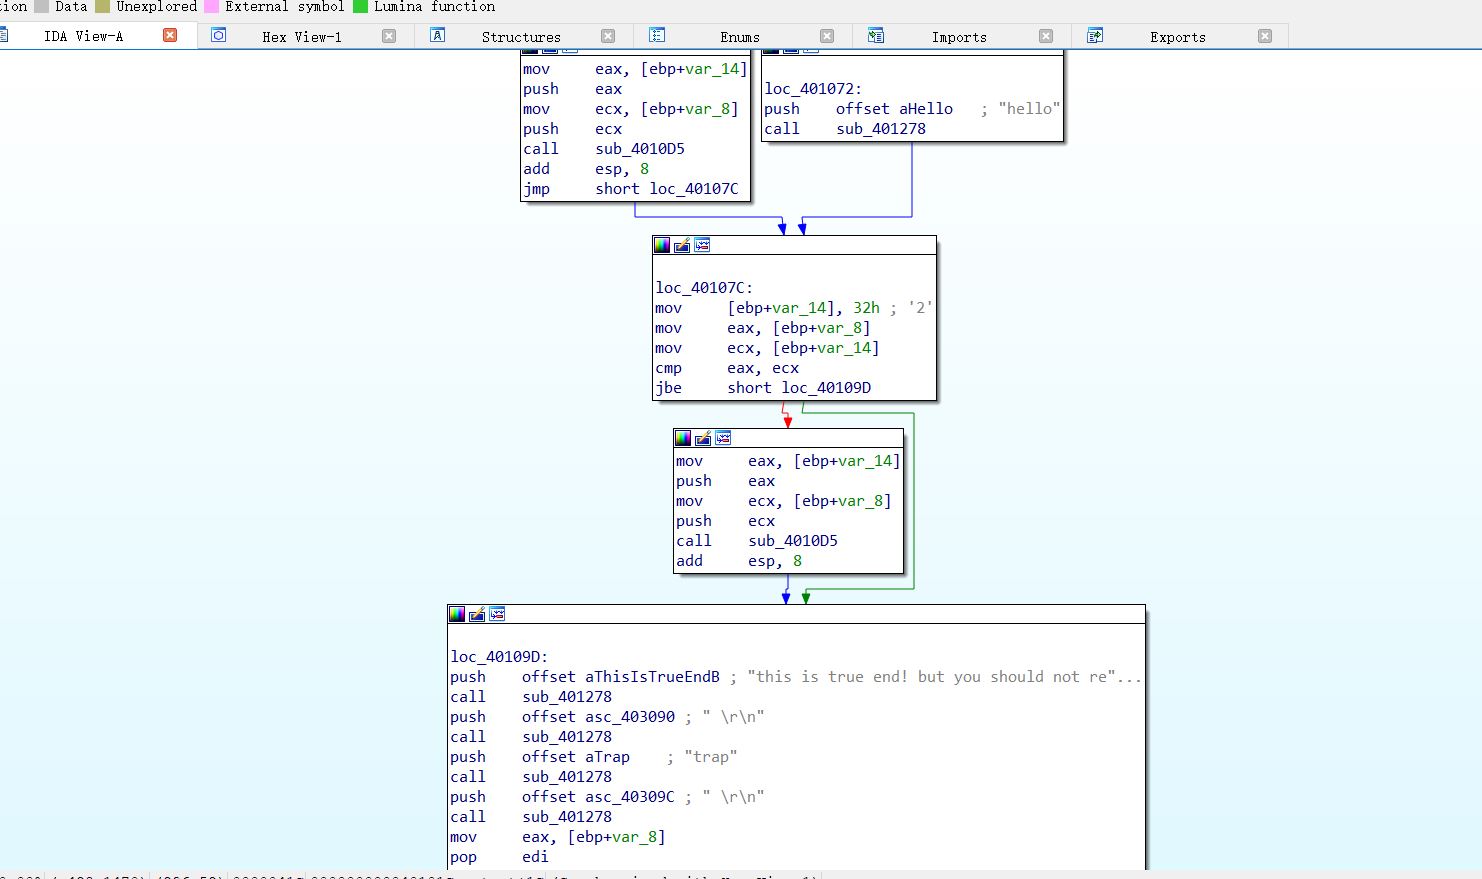 tion Data Unexplored External symbol Lumina function
IDA View-A Hex View-1 Structures Enums Imports Exports
mov eax, [ebp+var_14]
push eax
mov ecx, [ebp+var_8]
push ecx
call sub_4010D5
add esp, 8
jmp short loc_40107C
loc_401072:
push offset aHello ; "hello"
call sub_401278
loc_40107C:
mov [ebp+var_14], 32h ; '2'
mov eax, [ebp+var_8]
mov ecx, [ebp+var_14]
cmp eax, ecx
jbe short loc_40109D
mov eax, [ebp+var_14]
push eax
mov ecx, [ebp+var_8]
push ecx
call sub_4010D5
add esp, 8
loc_40109D:
push offset aThisIsTrueEndB ; "this is true end! but you should not re"...
call sub_401278
push offset asc_403090 ; " \r\n"
call sub_401278
push offset aTrap ; "trap"
call sub_401278
push offset asc_40309C ; " \r\n"
call sub_401278
mov eax, [ebp+var_8]
pop edi